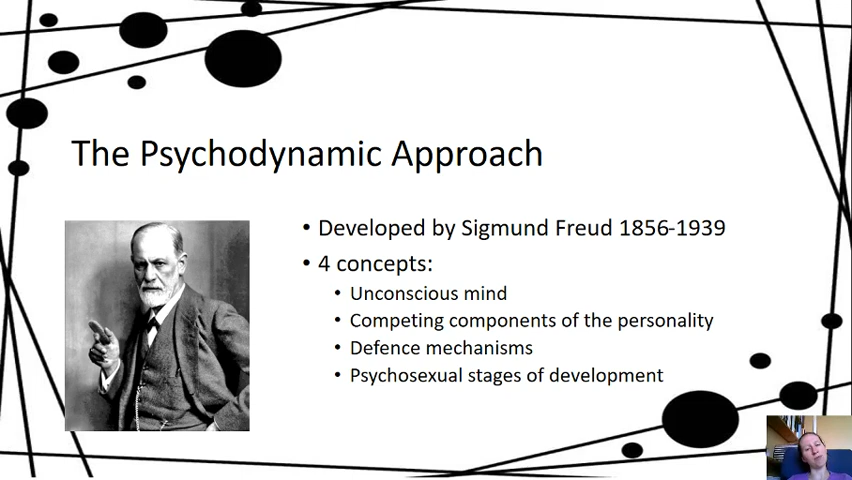 The Psychodynamic Approach
• Developed by Sigmund Freud 1856-1939
• 4 concepts:
• Unconscious mind
• Competing components of the personality
• Defence mechanisms
• Psychosexual stages of development